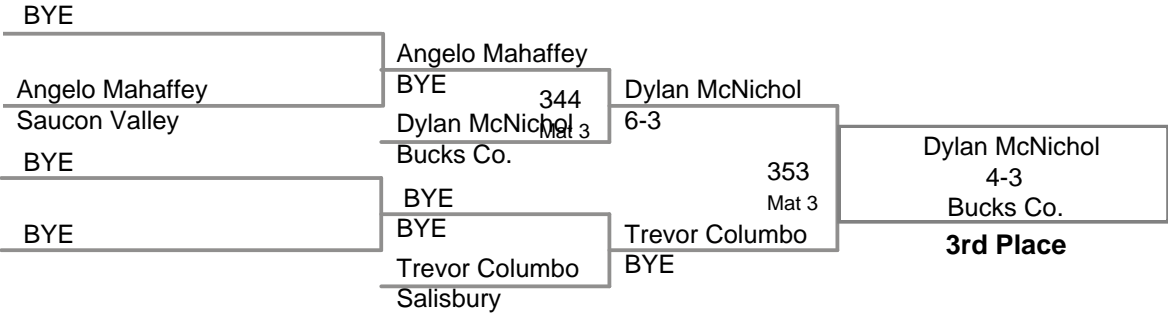 BYE
Angelo Mahaffey
Saucon Valley
BYE
BYE
Angelo Mahaffey
BYE
344
Mat 3
Dylan McNichol
Bucks Co.
BYE
BYE
Trevor Columbo
Salisbury
Dylan McNichol
6-3
353
Mat 3
Trevor Columbo
BYE
Dylan McNichol
4-3
Bucks Co.
3rd Place